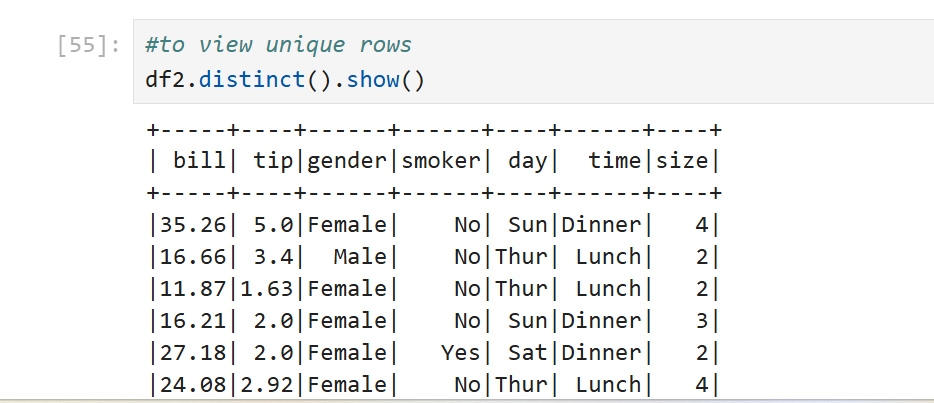 [55]: #to view unique rows
df2.distinct().show()
+-----+----+------+------+----+------+----+
| bill| tip|gender|smoker| day|  time|size|
+-----+----+------+------+----+------+----+
|35.26| 5.0|Female|    No| Sun|Dinner|   4|
|16.66| 3.4|  Male|    No|Thur| Lunch|   2|
|11.87|1.63|Female|    No|Thur| Lunch|   2|
|16.21| 2.0|Female|    No| Sun|Dinner|   3|
|27.18| 2.0|Female|   Yes| Sat|Dinner|   2|
|24.08|2.92|Female|    No|Thur| Lunch|   4|